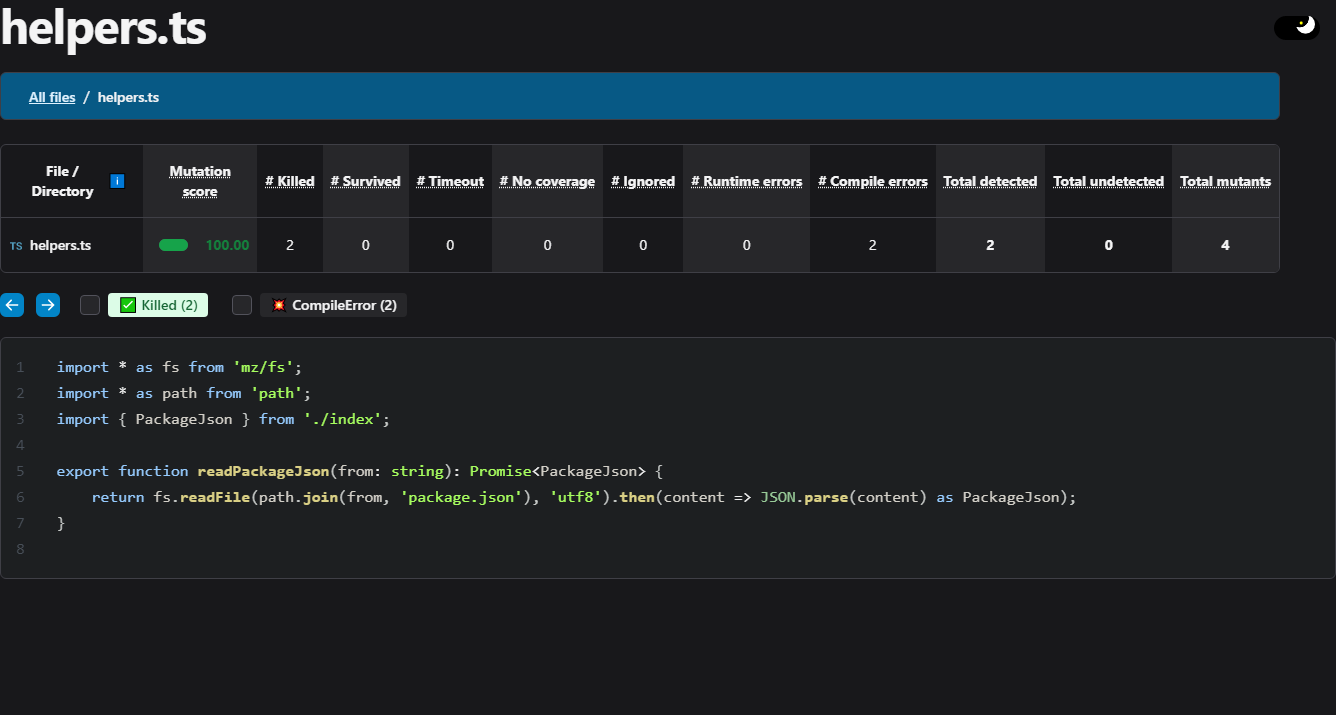 helpers.ts
All files / helpers.ts
File / Directory i Mutation score # Killed # Survived # Timeout # No coverage # Ignored # Runtime errors # Compile errors Total detected Total undetected Total mutants
TS helpers.ts 100.00 2 0 0 0 0 0 2 2 0 4
✅ Killed (2) 💥 CompileError (2)
1 import * as fs from 'mz/fs';
2 import * as path from 'path';
3 import { PackageJson } from './index';
4
5 export function readPackageJson(from: string): Promise<PackageJson> {
6     return fs.readFile(path.join(from, 'package.json'), 'utf8').then(content => JSON.parse(content) as PackageJson);
7 }
8